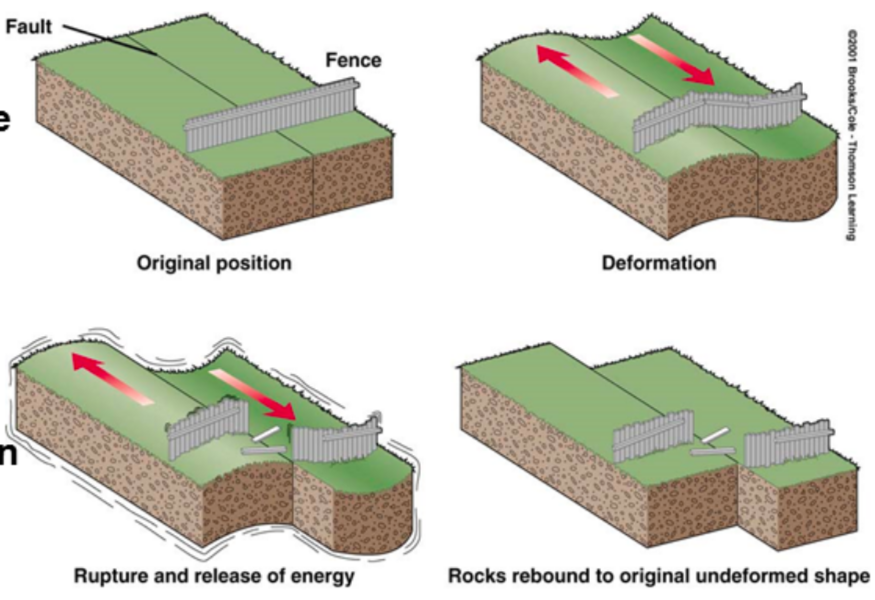 Fault
Fence
e
Original position
Deformation
©2001 Brooks/Cole - Thomson Learning
n
Rupture and release of energy
Rocks rebound to original undeformed shape